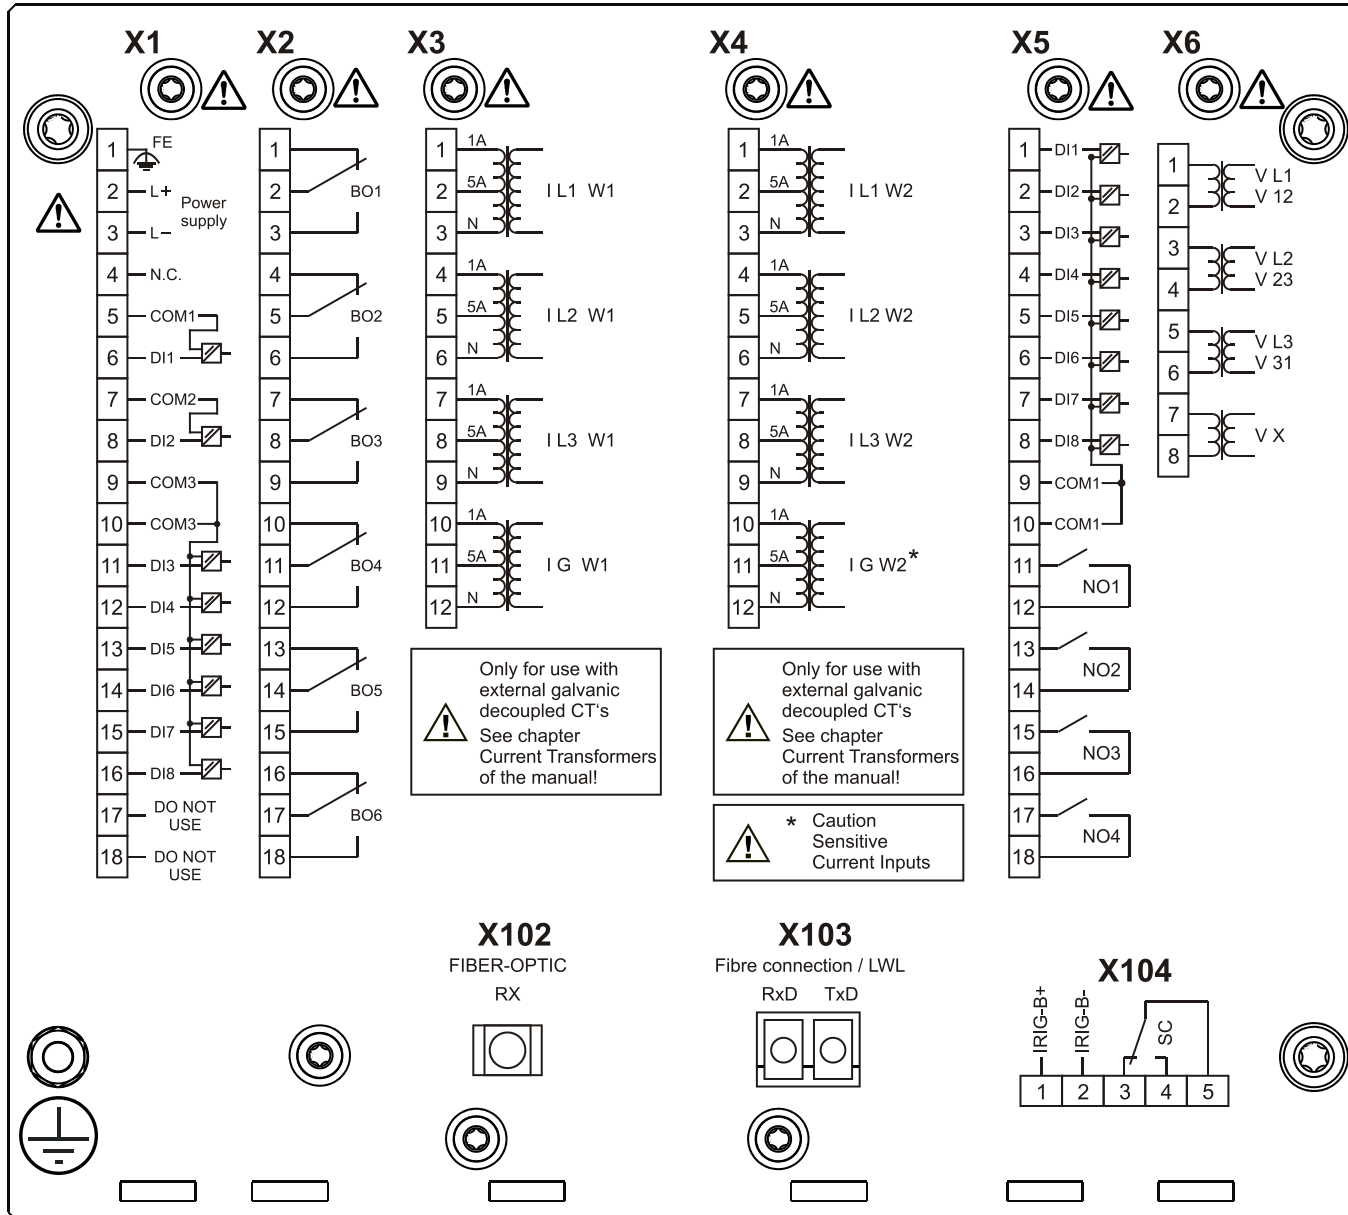 X1
X2
X3
X4
X5
X6
1 FE
2 L+
Power
supply
3 L–
4 N.C.
5 COM1
6 DI1
7 COM2
8 DI2
9 COM3
10 COM3
11 DI3
12 DI4
13 DI5
14 DI6
15 DI7
16 DI8
17 DO NOT
USE
18 DO NOT
USE
1
2 BO1
3
4
5 BO2
6
7
8 BO3
9
10
11 BO4
12
13
14 BO5
15
16
17 BO6
18
1 1A
2 5A I L1 W1
3 N
4 1A
5 5A I L2 W1
6 N
7 1A
8 5A I L3 W1
9 N
10 1A
11 5A I G W1
12 N
Only for use with
external galvanic
decoupled CT‘s
See chapter
Current Transformers
of the manual!
1 1A
2 5A I L1 W2
3 N
4 1A
5 5A I L2 W2
6 N
7 1A
8 5A I L3 W2
9 N
10 1A
11 5A I G W2*
12 N
Only for use with
external galvanic
decoupled CT‘s
See chapter
Current Transformers
of the manual!
* Caution
Sensitive
Current Inputs
1 DI1
2 DI2
3 DI3
4 DI4
5 DI5
6 DI6
7 DI7
8 DI8
9 COM1
10 COM1
11
NO1
12
13
NO2
14
15
NO3
16
17
NO4
18
1
V L1
V 12
2
3
V L2
V 23
4
5
V L3
V 31
6
7
V X
8
X102
FIBER-OPTIC
RX
X103
Fibre connection / LWL
RxD TxD
X104
IRIG-B+
IRIG-B-
SC
1 2 3 4 5